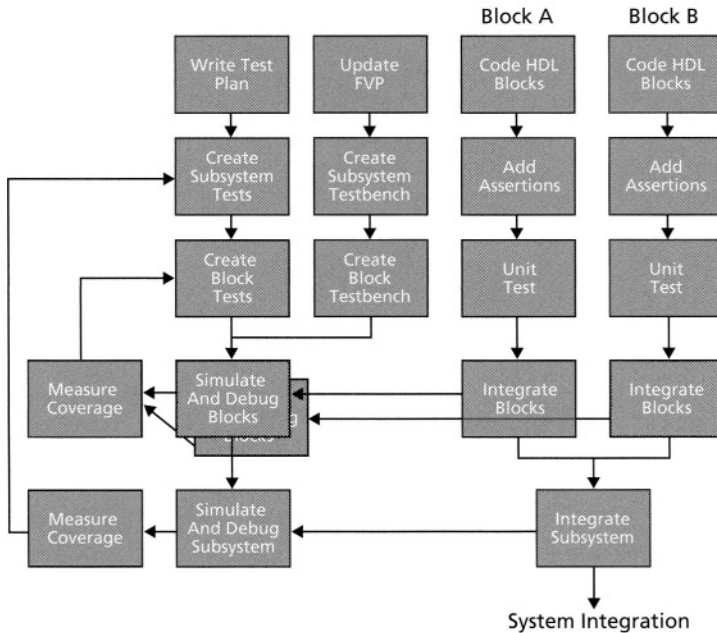 Block A
Block B
Write Test
Plan
Update
FVP
Code HDL
Blocks
Code HDL
Blocks
Create
Subsystem
Tests
Create
Subsystem
Testbench
Add
Assertions
Add
Assertions
Create
Block
Tests
Create
Block
Testbench
Unit
Test
Unit
Test
Measure
Coverage
Simulate
And Debug
Blocks
Integrate
Blocks
Integrate
Blocks
Measure
Coverage
Simulate
And Debug
Subsystem
Integrate
Subsystem
System Integration